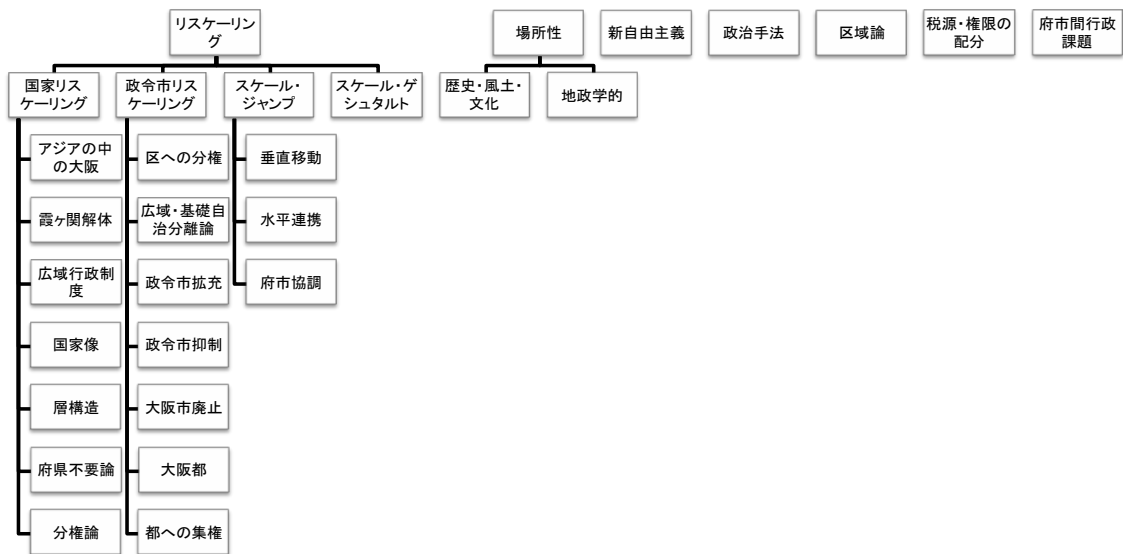 リスケーリン
グ
場所性
新自由主義
政治手法
区域論
税源・権限の
配分
府市間行政
課題
国家リス
ケーリング
政令市リス
ケーリング
スケール・
ジャンプ
スケール・ゲ
シュタルト
歴史・風土・
文化
地政学的
アジアの中
の大阪
区への分権
垂直移動
霞ヶ関解体
広域・基礎自
治分離論
水平連携
広域行政制
度
政令市拡充
府市協調
国家像
政令市抑制
層構造
大阪市廃止
府県不要論
大阪都
分権論
都への集権